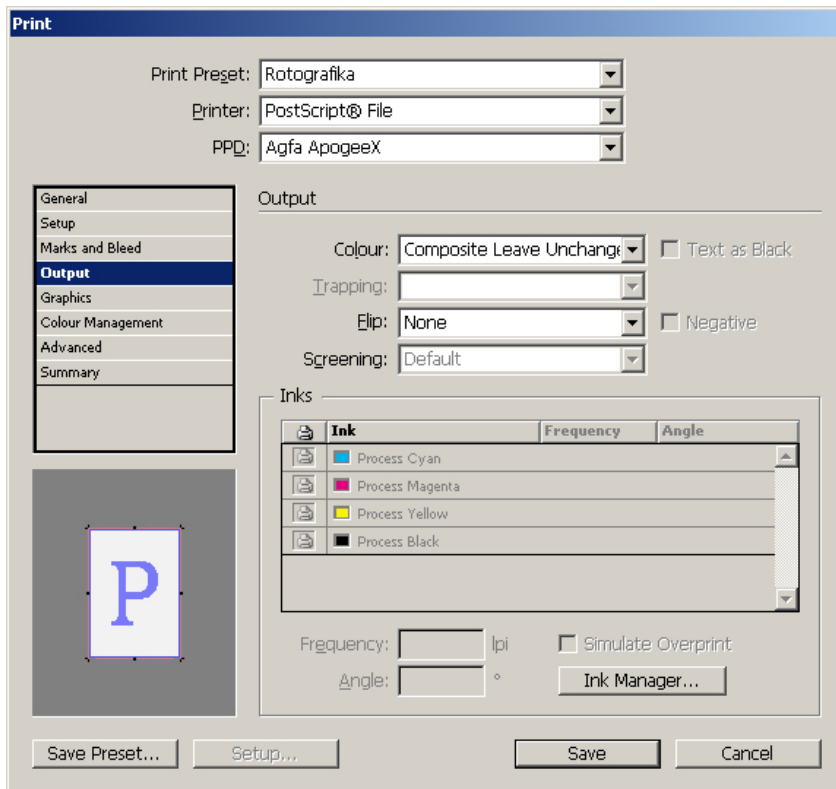 Print
Print Preset: Rotografika
Printer: PostScript® File
PPD: Agfa ApogeeX
General
Setup
Marks and Bleed
Output
Graphics
Colour Management
Advanced
Summary
Output
Colour: Composite Leave Unchange Text as Black
Trapping:
Flip: None Negative
Screening: Default
Inks
Ink Frequency Angle
Process Cyan
Process Magenta
Process Yellow
Process Black
P
Frequency: lpi Simulate Overprint
Angle: ° Ink Manager...
Save Preset... Setup... Save Cancel